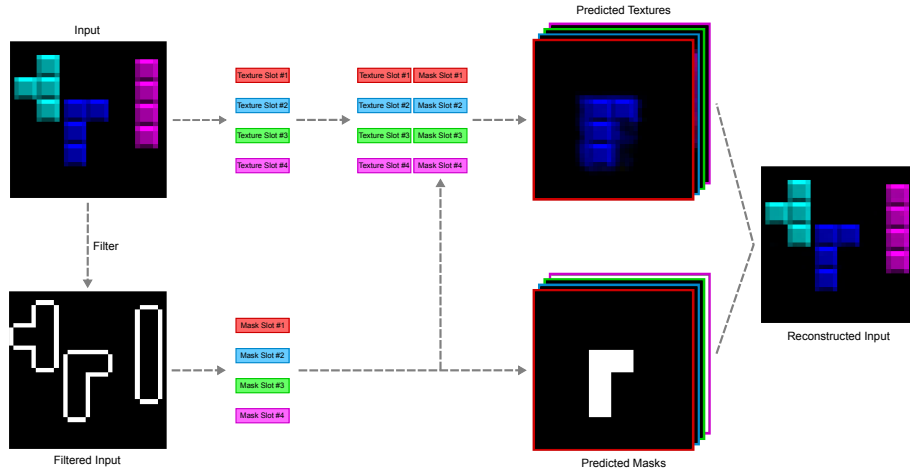 Input
Predicted Textures
Texture Slot #1
Texture Slot #2
Texture Slot #3
Texture Slot #4
Texture Slot #1 Mask Slot #1
Texture Slot #2 Mask Slot #2
Texture Slot #3 Mask Slot #3
Texture Slot #4 Mask Slot #4
Filter
Mask Slot #1
Mask Slot #2
Mask Slot #3
Mask Slot #4
Reconstructed Input
Filtered Input
Predicted Masks